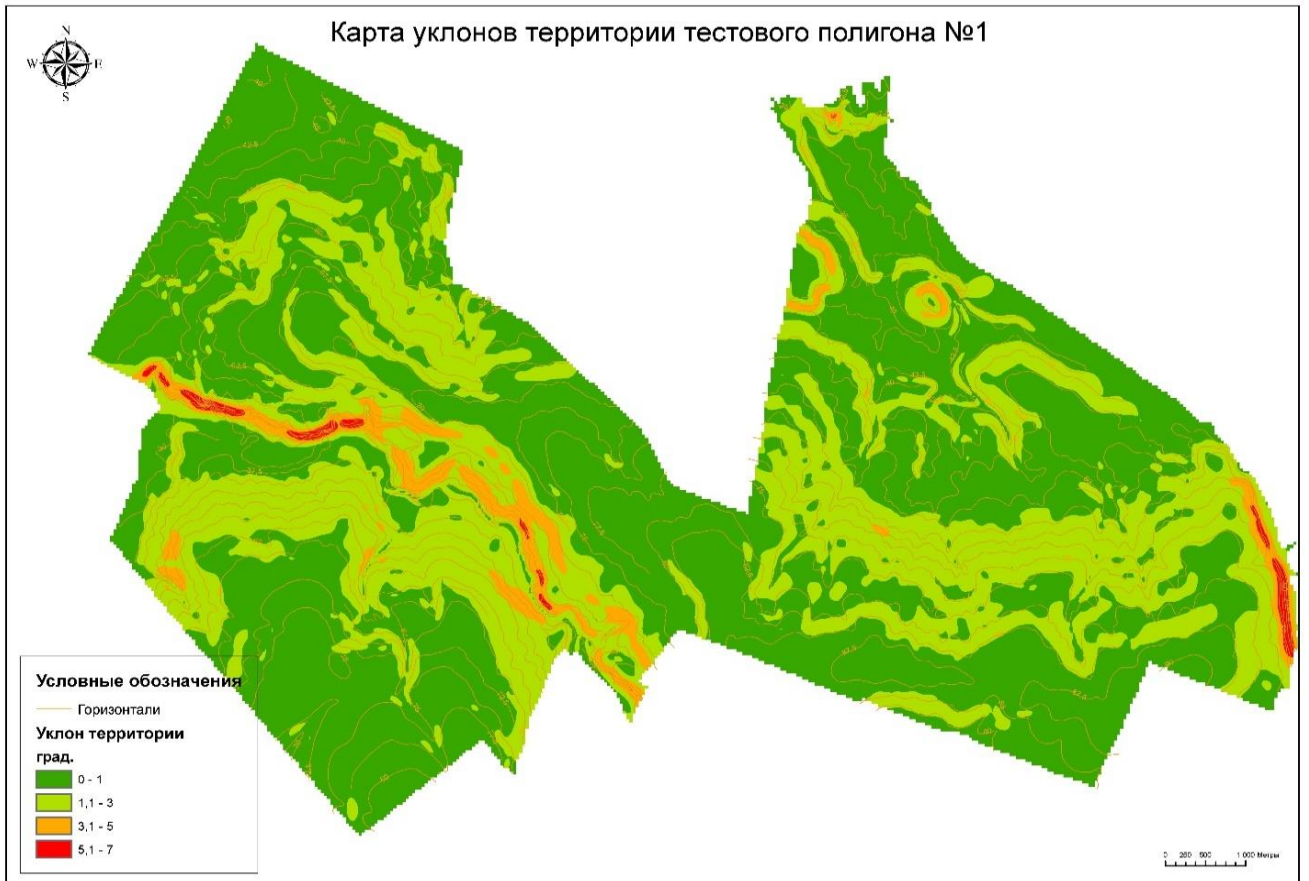 Карта уклонов территории тестового полигона №1
N
W E
S
Условные обозначения
Горизонтали
Уклон территории
град.
0 - 1
1,1 - 3
3,1 - 5
5,1 - 7
0 250 500 1 000 Метры